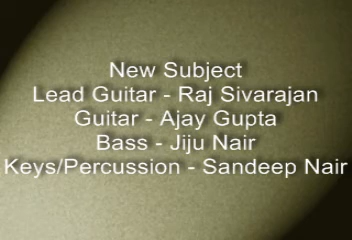 New Subject
Lead Guitar - Raj Sivarajan
Guitar - Ajay Gupta
Bass - Jiju Nair
Keys/Percussion - Sandeep Nair